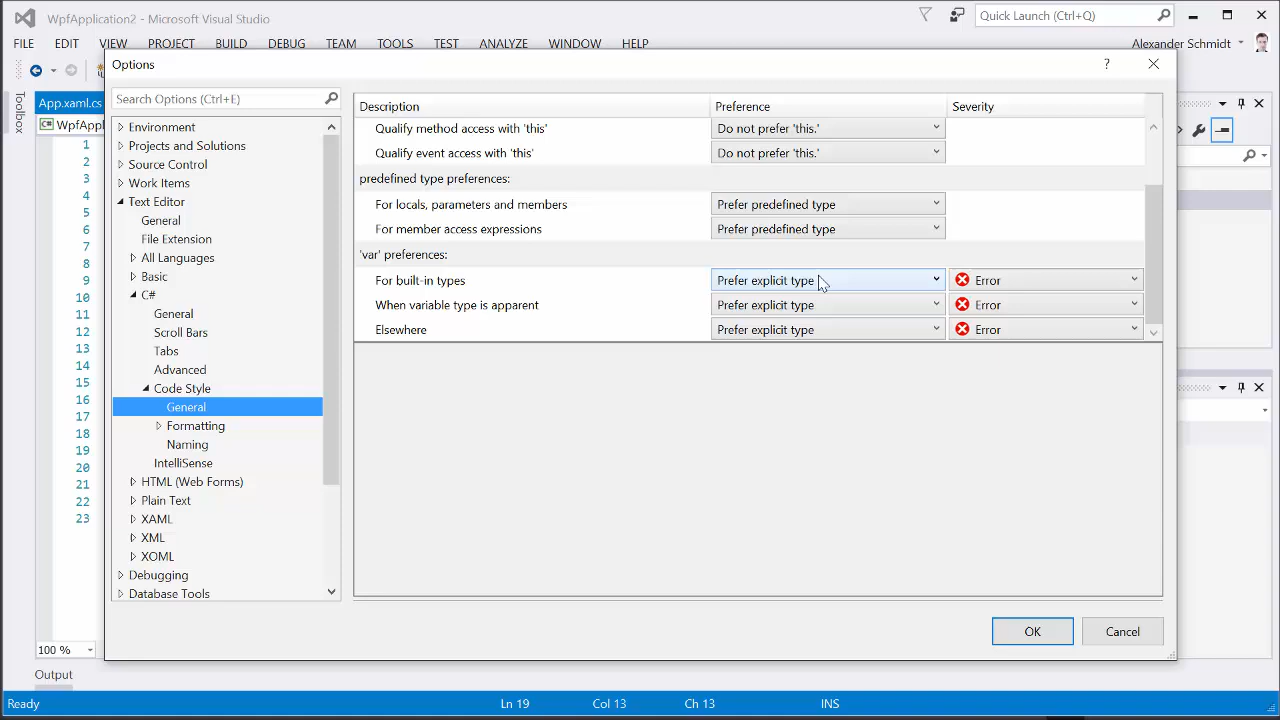 WpfApplication2 - Microsoft Visual Studio
Quick Launch (Ctrl+Q)
FILE EDIT VIEW PROJECT BUILD DEBUG TEAM TOOLS TEST ANALYZE WINDOW HELP
Alexander Schmidt
Options
?
Toolbox
App.xaml.cs
WpfAppl
1
2
3
4
5
6
7
8
9
10
11
12
13
14
15
16
17
18
19
20
21
22
23
Search Options (Ctrl+E)
Environment
Projects and Solutions
Source Control
Work Items
Text Editor
General
File Extension
All Languages
Basic
C#
General
Scroll Bars
Tabs
Advanced
Code Style
General
Formatting
Naming
IntelliSense
HTML (Web Forms)
Plain Text
XAML
XML
XOML
Debugging
Database Tools
Description Preference Severity
Qualify method access with 'this' Do not prefer 'this.'
Qualify event access with 'this' Do not prefer 'this.'
predefined type preferences:
For locals, parameters and members Prefer predefined type
For member access expressions Prefer predefined type
'var' preferences:
For built-in types Prefer explicit type Error
When variable type is apparent Prefer explicit type Error
Elsewhere Prefer explicit type Error
OK Cancel
100 %
Output
Ready Ln 19 Col 13 Ch 13 INS